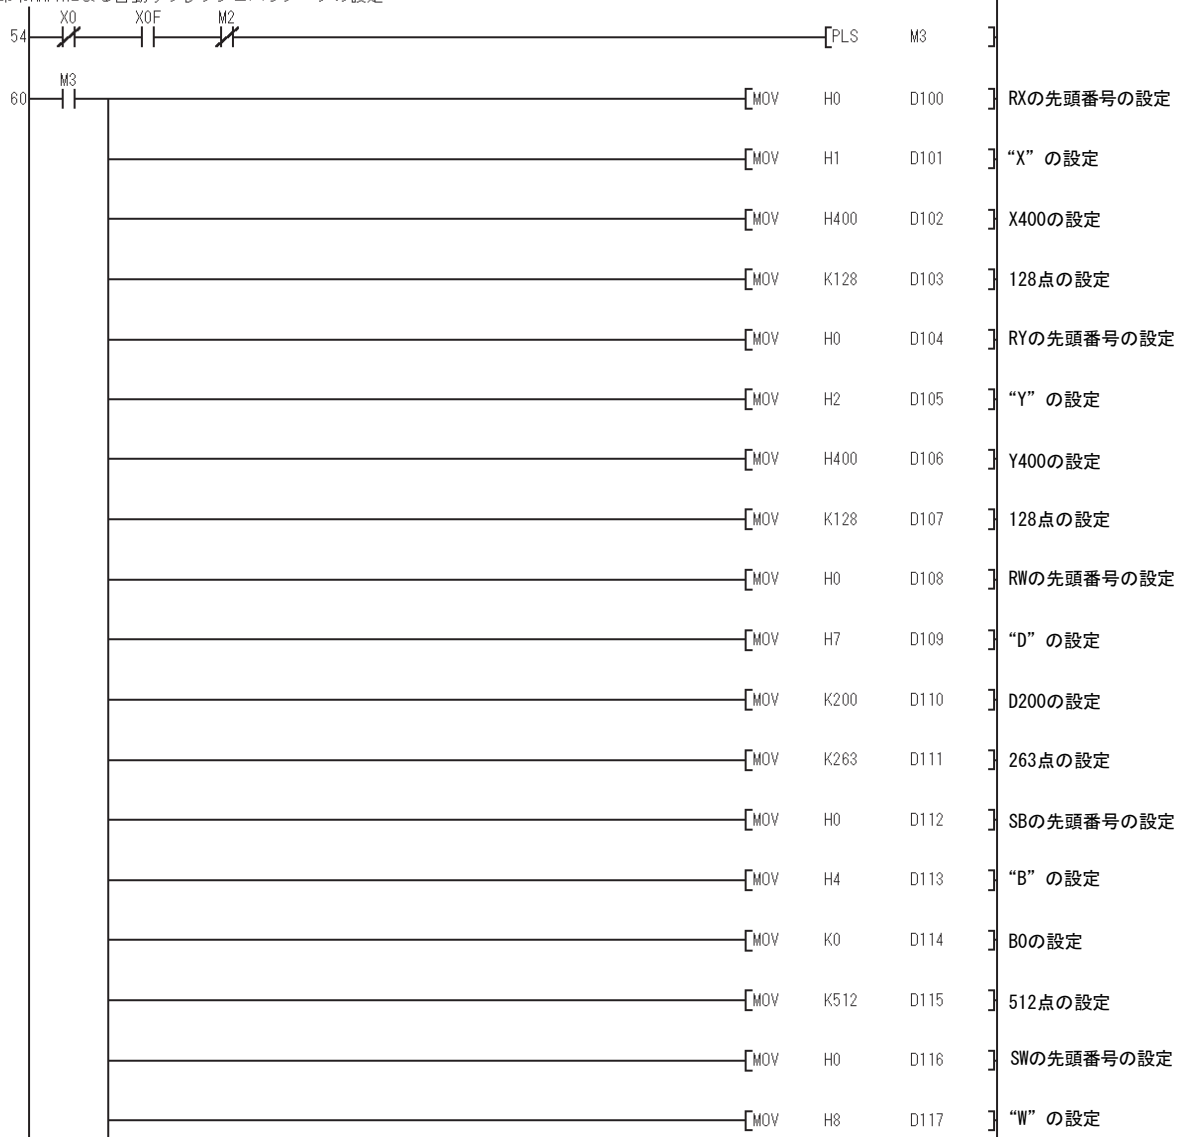 X0 X0F M2
54 PLS M3
M3
60 MOV H0 D100 RXの先頭番号の設定
MOV H1 D101 “X”の設定
MOV H400 D102 X400の設定
MOV K128 D103 128点の設定
MOV H0 D104 RYの先頭番号の設定
MOV H2 D105 “Y”の設定
MOV H400 D106 Y400の設定
MOV K128 D107 128点の設定
MOV H0 D108 RWの先頭番号の設定
MOV H7 D109 “D”の設定
MOV K200 D110 D200の設定
MOV K263 D111 263点の設定
MOV H0 D112 SBの先頭番号の設定
MOV H4 D113 “B”の設定
MOV K0 D114 B0の設定
MOV K512 D115 512点の設定
MOV H0 D116 SWの先頭番号の設定
MOV H8 D117 “W”の設定